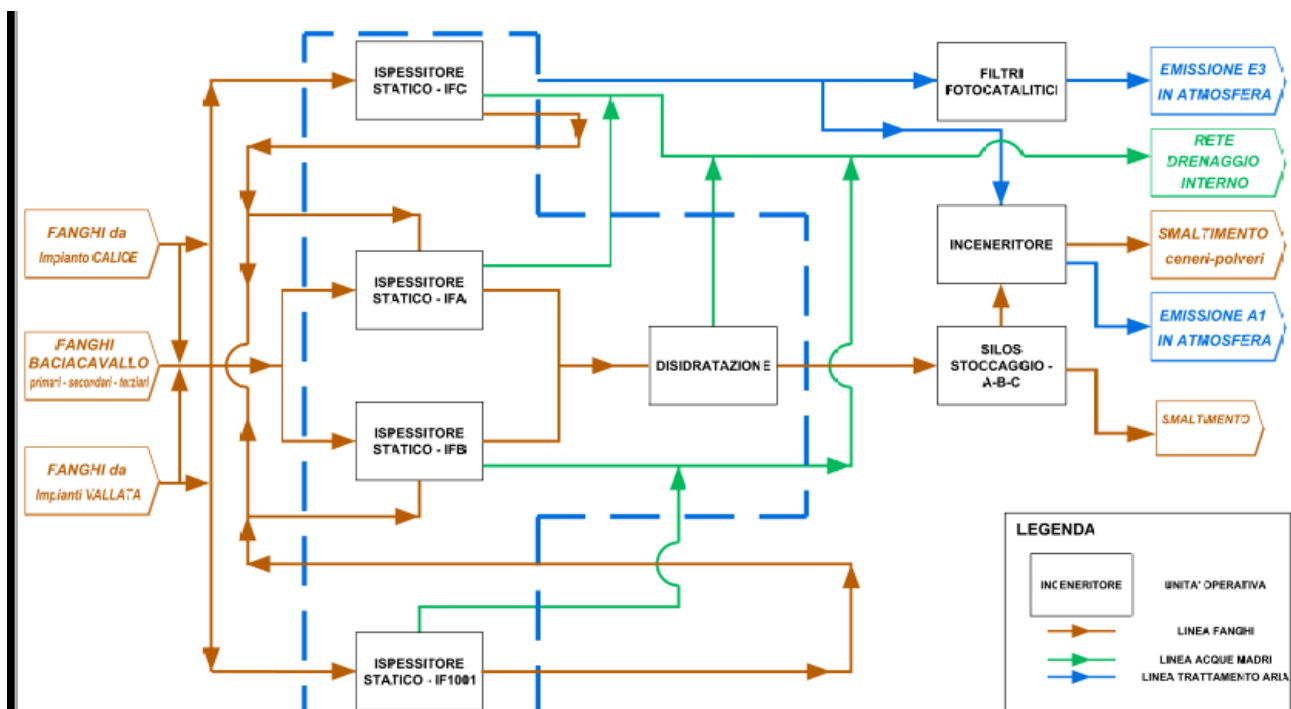 ISPESSITORE
STATICO - IFC
FILTRI
FOTOCATALITICI
EMISSIONE E3
IN ATMOSFERA
RETE
DRENAGGIO
INTERNO
FANGHI da
Impianto CALICE
ISPESSITORE
STATICO - IFA
INCENERITORE
SMALTIMENTO
ceneri-polveri
FANGHI
BACIACAVALLO
primari - secondari - terziari
DISIDRATAZIONE
SILOS
STOCCAGGIO -
A-B-C
EMISSIONE A1
IN ATMOSFERA
ISPESSITORE
STATICO - IFB
SMALTIMENTO
FANGHI da
Impianti VALLATA
ISPESSITORE
STATICO - IF1001
LEGENDA
INCENERITORE
UNITA' OPERATIVA
LINEA FANGHI
LINEA ACQUE MADRI
LINEA TRATTAMENTO ARIA